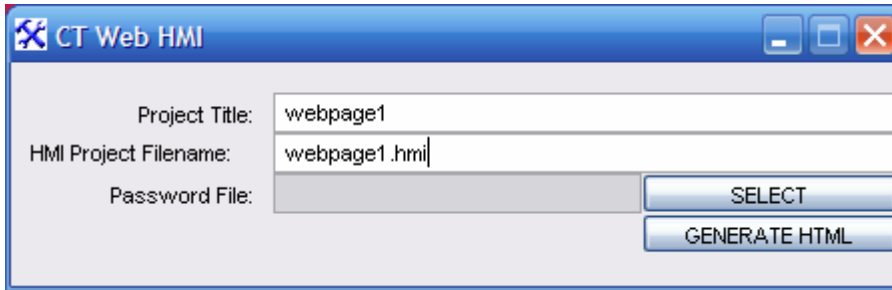 CT Web HMI
Project Title: webpage1
HMI Project Filename: webpage1.hmi
Password File: SELECT
GENERATE HTML